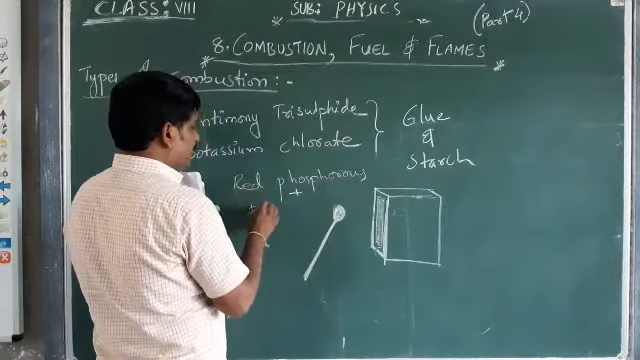 CLASS: VIII
SUB: PHYSICS
(Part 4)
8. COMBUSTION, FUEL & FLAMES
Types Combustion :-
Antimony Trisulphide
Potassium chlorate
Glue
&
Starch
Red phosphorous
+